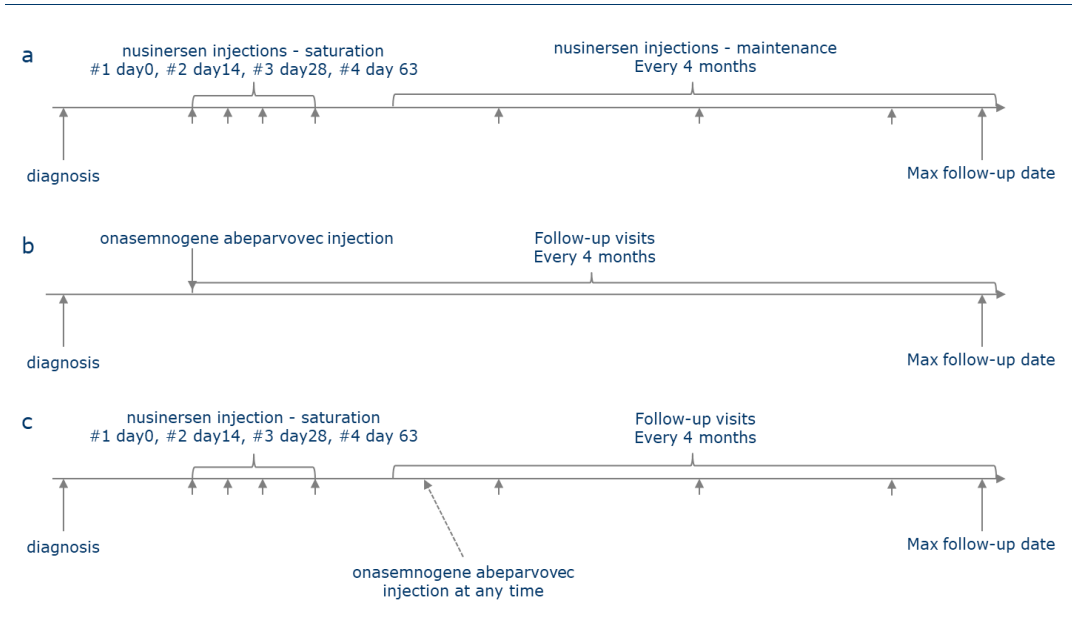 a
nusinersen injections - saturation
#1 day0, #2 day14, #3 day28, #4 day 63
nusinersen injections - maintenance
Every 4 months
diagnosis
Max follow-up date
b
onasemnogene abeparvovec injection
Follow-up visits
Every 4 months
diagnosis
Max follow-up date
c
nusinersen injection - saturation
#1 day0, #2 day14, #3 day28, #4 day 63
Follow-up visits
Every 4 months
diagnosis
Max follow-up date
onasemnogene abeparvovec
injection at any time